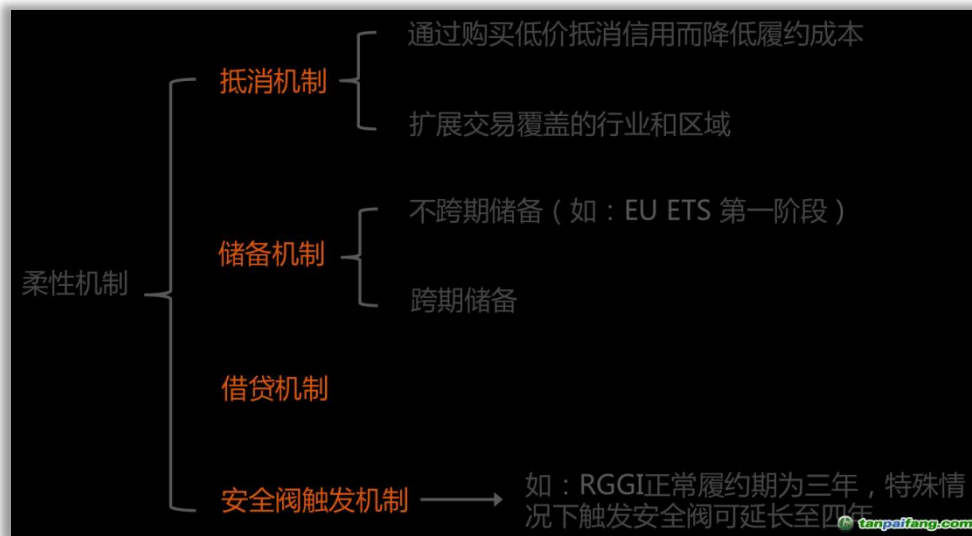 通过购买低价抵消信用而降低履约成本
抵消机制
扩展交易覆盖的行业和区域
不跨期储备（如：EU ETS 第一阶段）
储备机制
柔性机制
跨期储备
借贷机制
安全阀触发机制
如：RGGI正常履约期为三年，特殊情
况下触发安全阀可延长至四年
tanpaifang.com